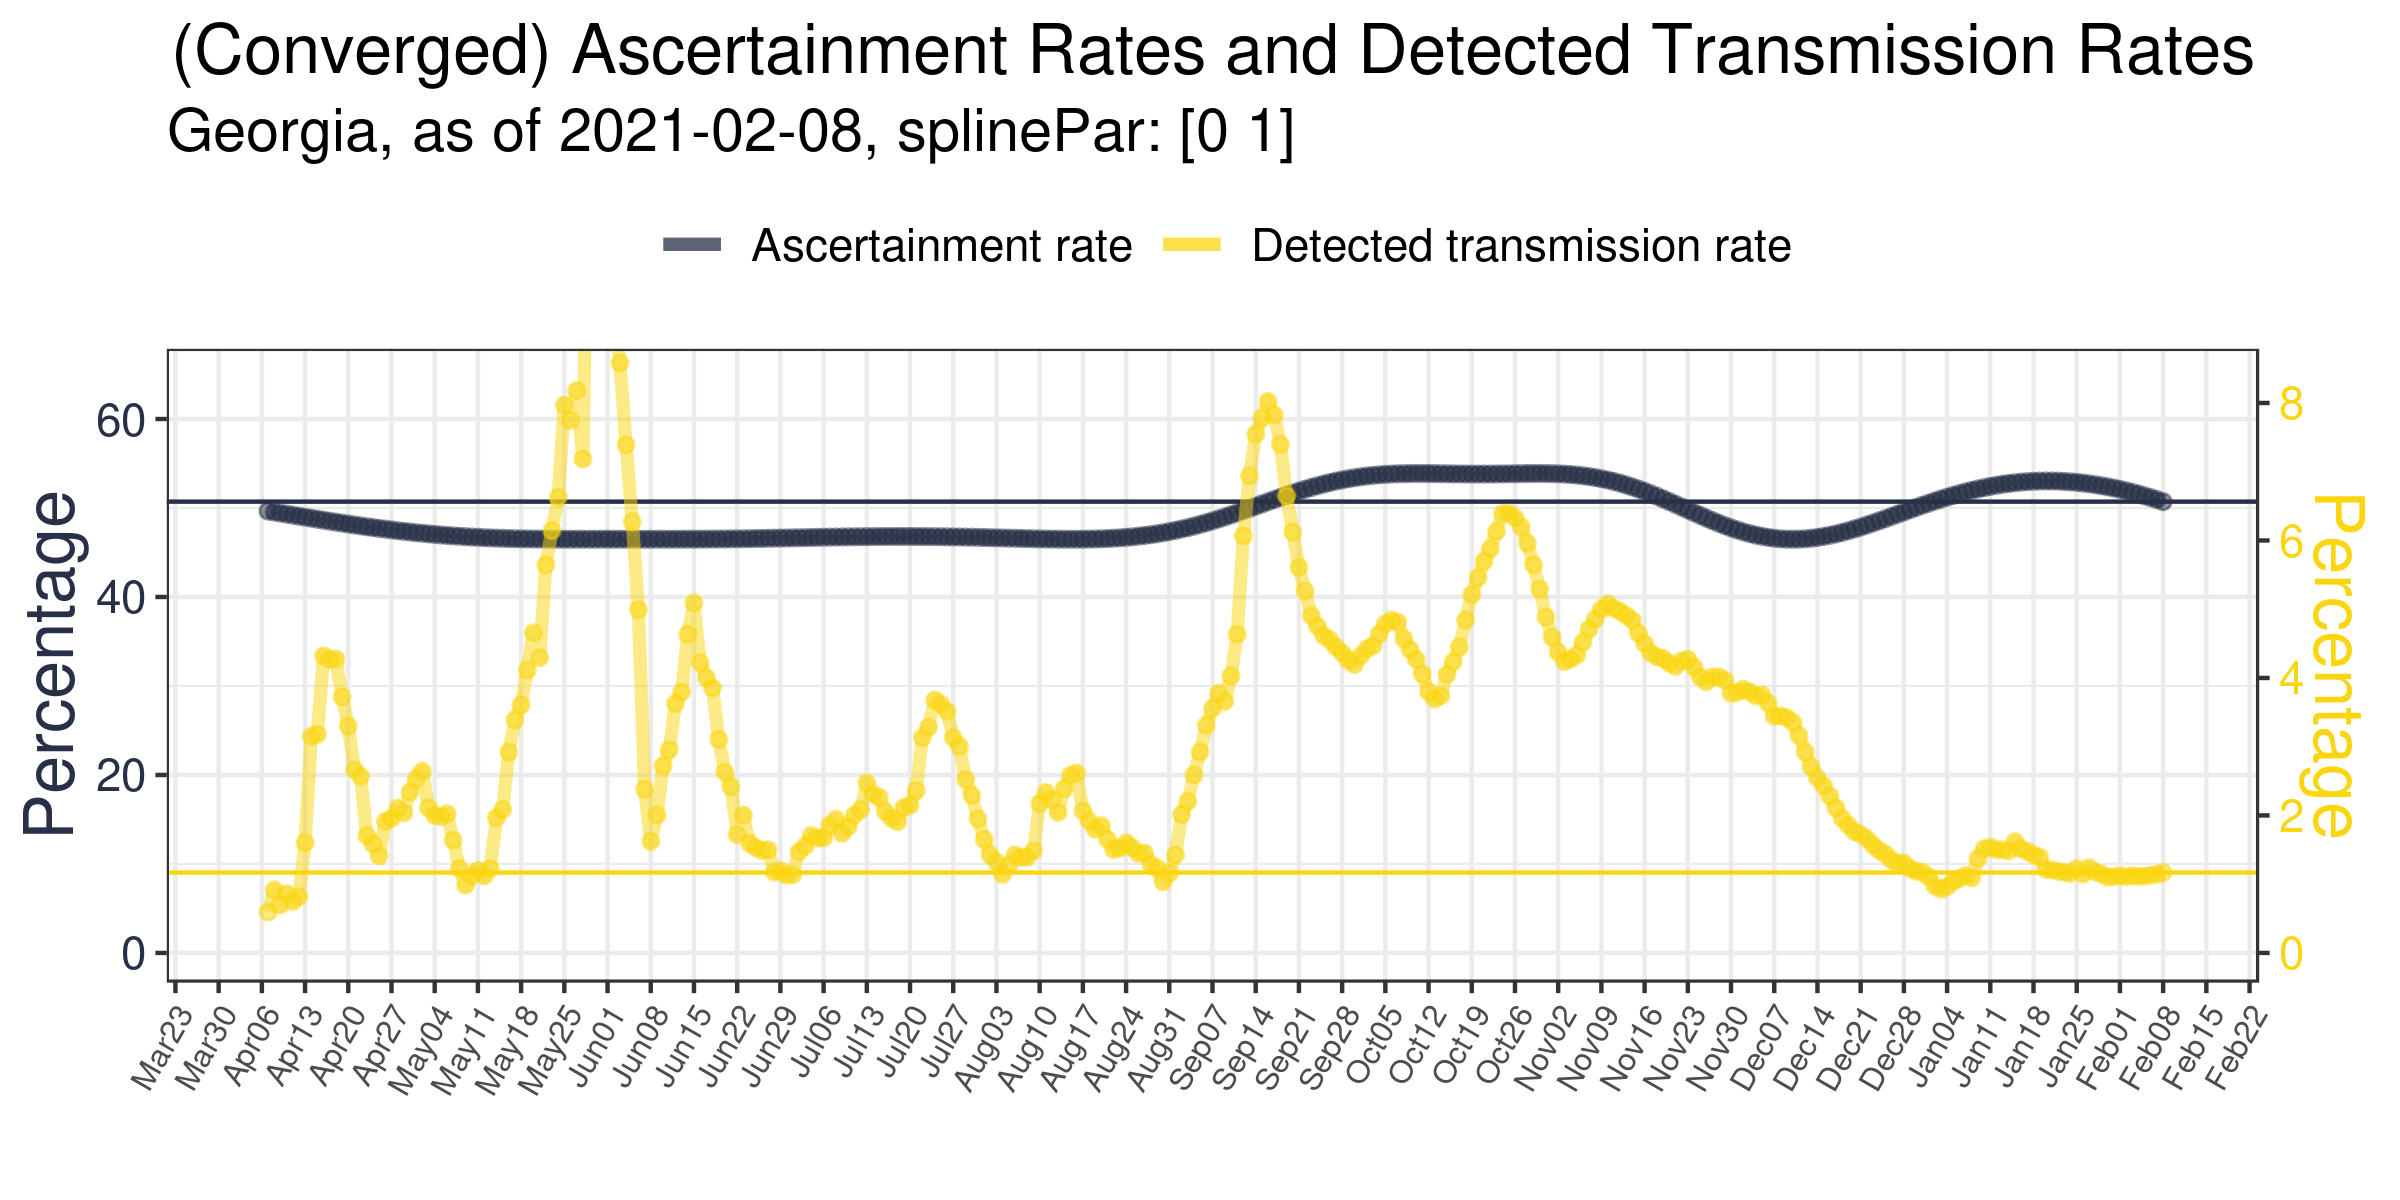 (Converged) Ascertainment Rates and Detected Transmission Rates
Georgia, as of 2021-02-08, splinePar: [0 1]
Ascertainment rate Detected transmission rate
Percentage
60
40
20
0
8
6
4
2
0
Percentage
Mar23 Mar30 Apr06 Apr13 Apr20 Apr27 May04 May11 May18 May25 Jun01 Jun08 Jun15 Jun22 Jun29 Jul06 Jul13 Jul20 Jul27 Aug03 Aug10 Aug17 Aug24 Aug31 Sep07 Sep14 Sep21 Sep28 Oct05 Oct12 Oct19 Oct26 Nov02 Nov09 Nov16 Nov23 Nov30 Dec07 Dec14 Dec21 Dec28 Jan04 Jan11 Jan18 Jan25 Feb01 Feb08 Feb15 Feb22